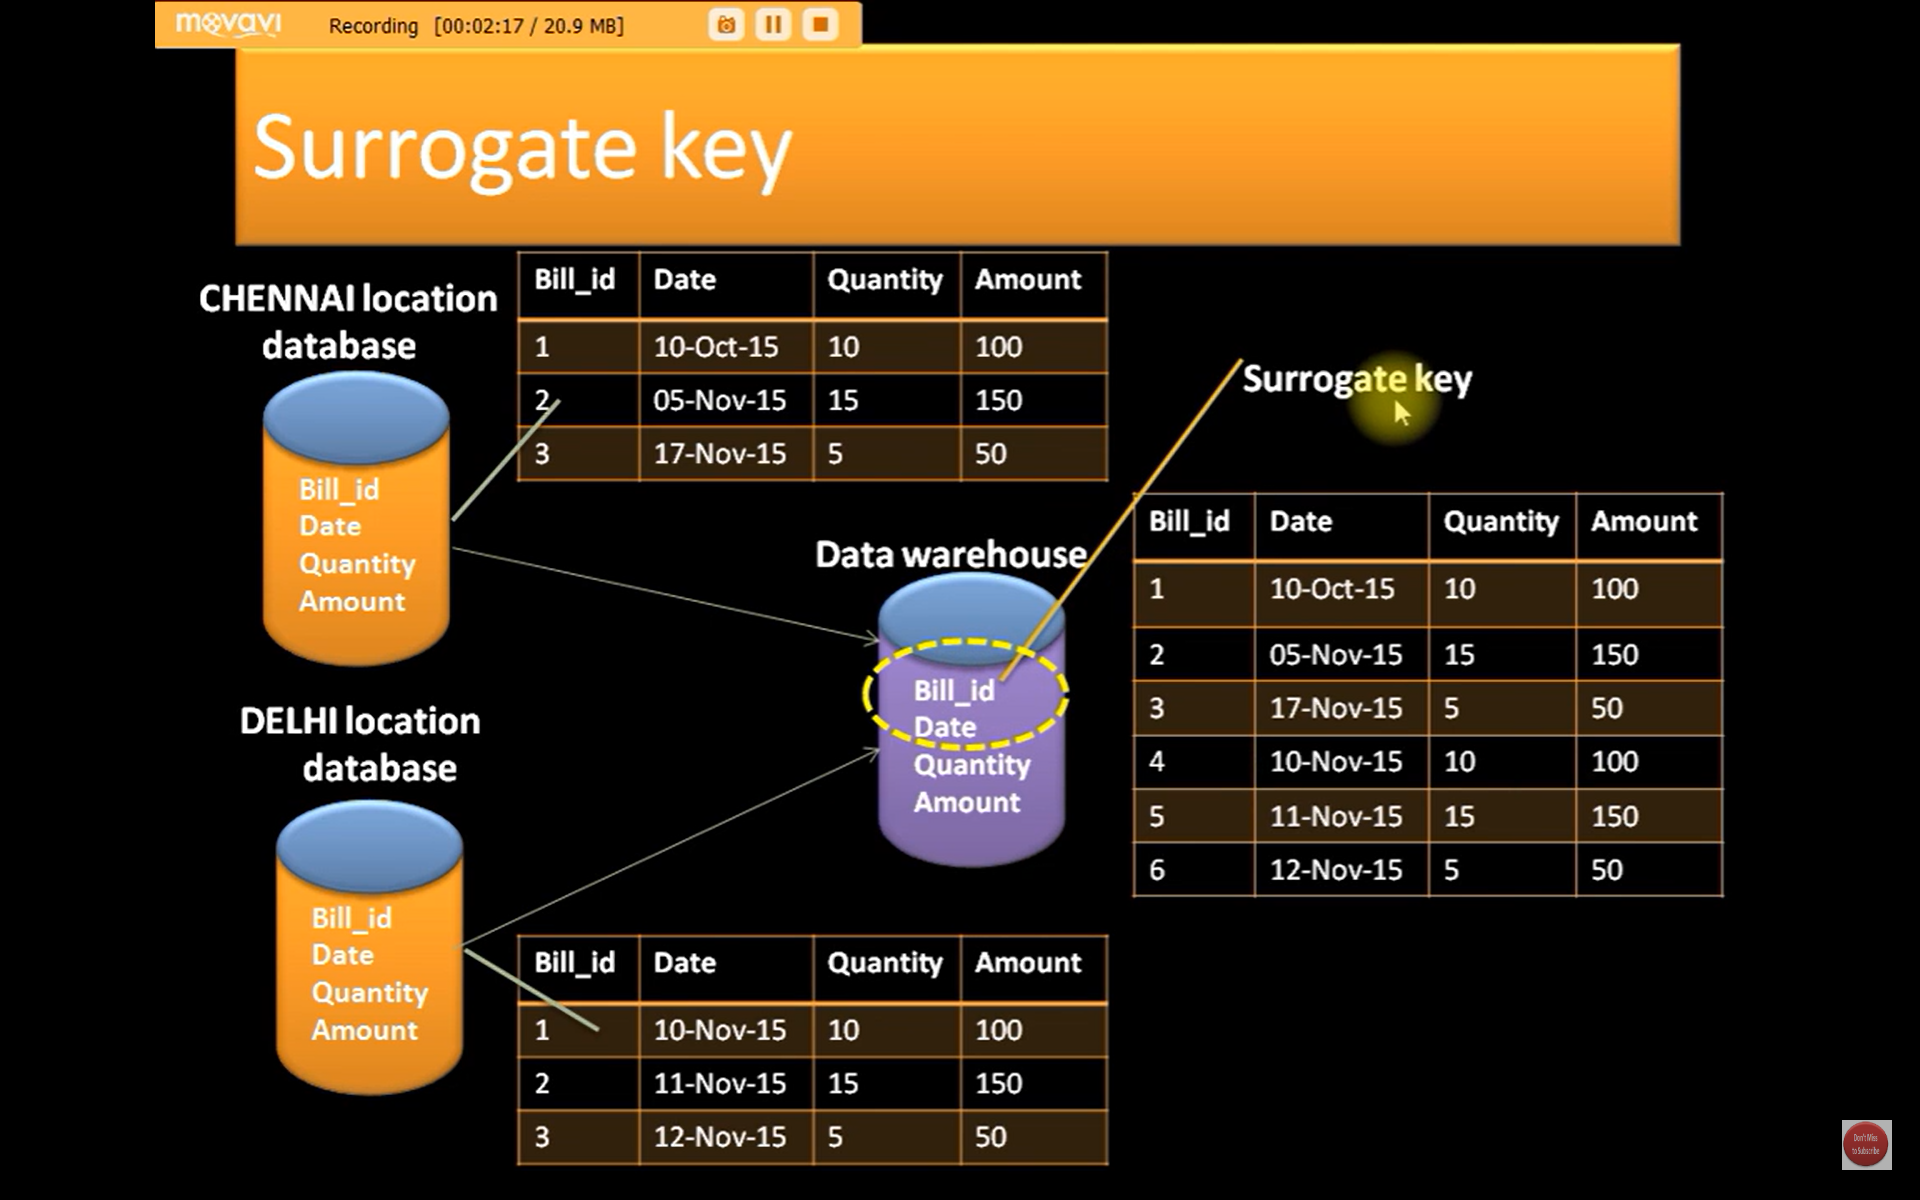 movavi Recording [00:02:17 / 20.9 MB]
Surrogate key
CHENNAI location
database
Bill_id
Date
Quantity
Amount
Bill_id Date Quantity Amount
1 10-Oct-15 10 100
2 05-Nov-15 15 150
3 17-Nov-15 5 50
Surrogate key
Data warehouse
Bill_id
Date
Quantity
Amount
Bill_id Date Quantity Amount
1 10-Oct-15 10 100
2 05-Nov-15 15 150
3 17-Nov-15 5 50
4 10-Nov-15 10 100
5 11-Nov-15 15 150
6 12-Nov-15 5 50
DELHI location
database
Bill_id
Date
Quantity
Amount
Bill_id Date Quantity Amount
1 10-Nov-15 10 100
2 11-Nov-15 15 150
3 12-Nov-15 5 50
Don't Miss
to Subscribe